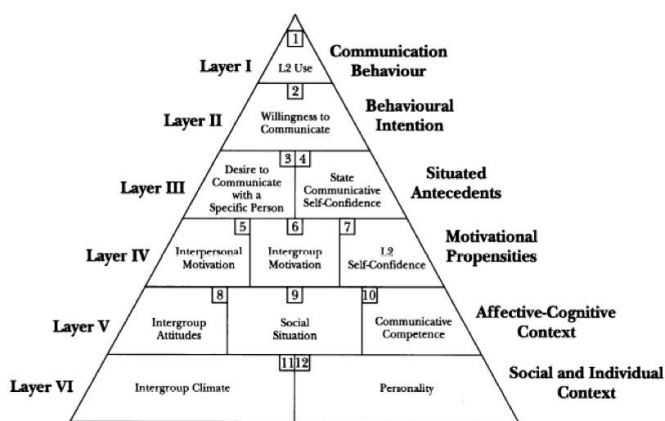 1
Layer I
L2 Use
Communication
Behaviour
2
Layer II
Willingness to
Communicate
Behavioural
Intention
3 4
Layer III
Desire to
Communicate
with a
Specific Person
State
Communicative
Self-Confidence
Situated
Antecedents
5 6 7
Layer IV
Interpersonal
Motivation
Intergroup
Motivation
L2
Self-Confidence
Motivational
Propensities
8 9 10
Layer V
Intergroup
Attitudes
Social
Situation
Communicative
Competence
Affective-Cognitive
Context
11 12
Layer VI
Intergroup Climate
Personality
Social and Individual
Context